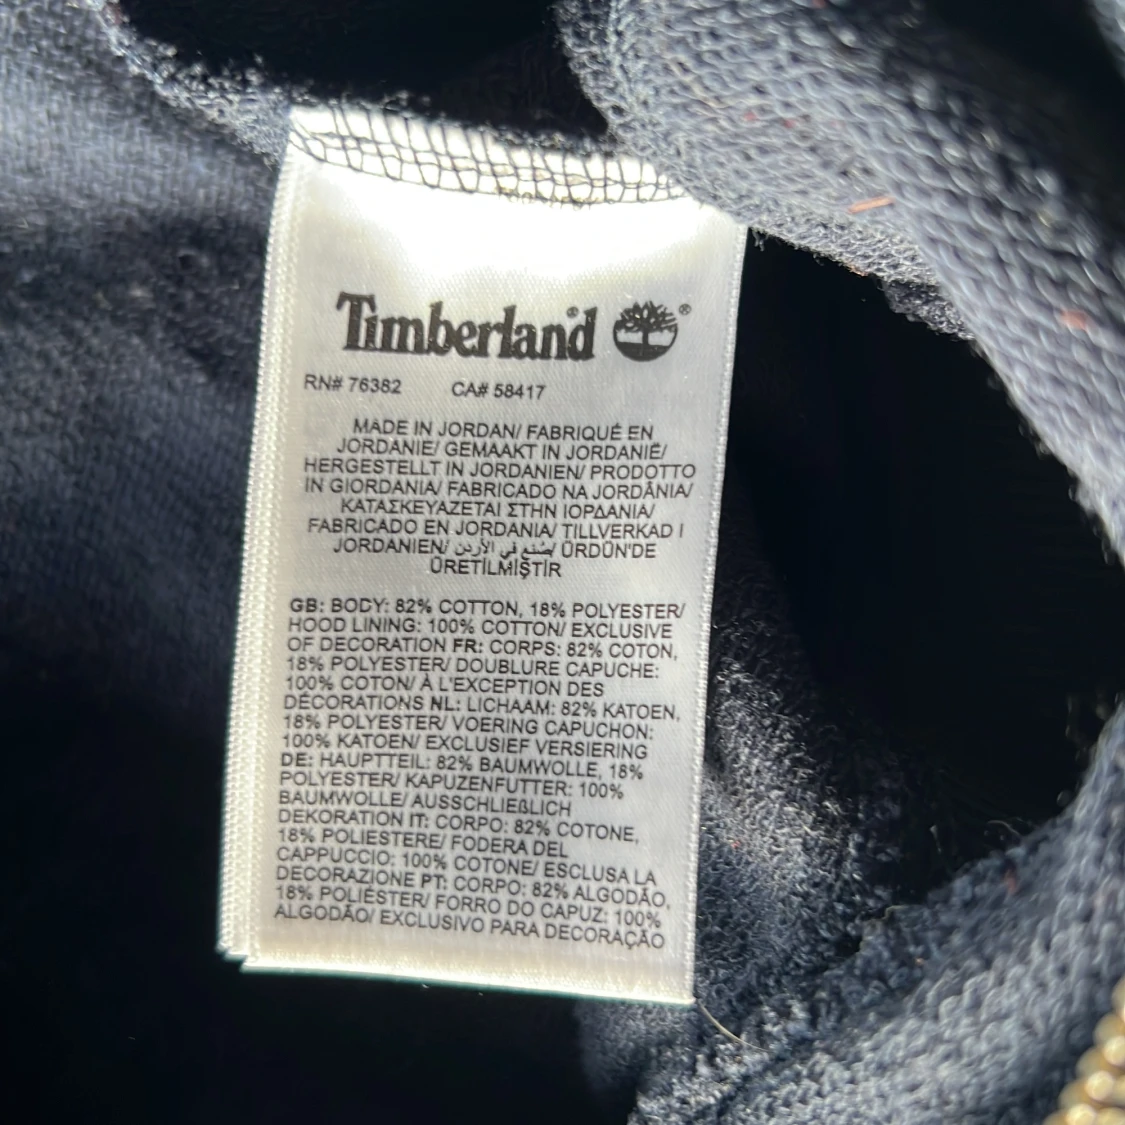 Timberland®
RN# 76382 CA# 58417
MADE IN JORDAN/ FABRIQUÉ EN
JORDANIE/ GEMAAKT IN JORDANIË/
HERGESTELLT IN JORDANIEN/ PRODOTTO
IN GIORDANIA/ FABRICADO NA JORDÂNIA/
ΚΑΤΑΣΚΕΥΑΖΕΤΑΙ ΣΤΗΝ ΙΟΡΔΑΝΙΑ/
FABRICADO EN JORDANIA/ TILLVERKAD I
JORDANIEN/ صُنع في الأردن/ ÜRDÜN'DE
ÜRETİLMİŞTİR
GB: BODY: 82% COTTON, 18% POLYESTER/
HOOD LINING: 100% COTTON/ EXCLUSIVE
OF DECORATION FR: CORPS: 82% COTON,
18% POLYESTER/ DOUBLURE CAPUCHE:
100% COTON/ À L'EXCEPTION DES
DÉCORATIONS NL: LICHAAM: 82% KATOEN,
18% POLYESTER/ VOERING CAPUCHON:
100% KATOEN/ EXCLUSIEF VERSIERING
DE: HAUPTTEIL: 82% BAUMWOLLE, 18%
POLYESTER/ KAPUZENFUTTER: 100%
BAUMWOLLE/ AUSSCHLIEßLICH
DEKORATION IT: CORPO: 82% COTONE,
18% POLIESTERE/ FODERA DEL
CAPPUCCIO: 100% COTONE/ ESCLUSA LA
DECORAZIONE PT: CORPO: 82% ALGODÃO,
18% POLIÉSTER/ FORRO DO CAPUZ: 100%
ALGODÃO/ EXCLUSIVO PARA DECORAÇÃO